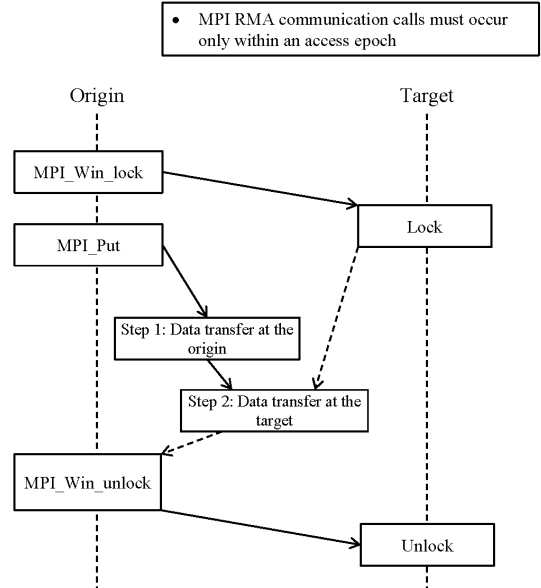 • MPI RMA communication calls must occur
only within an access epoch
Origin
Target
MPI_Win_lock
Lock
MPI_Put
Step 1: Data transfer at the
origin
Step 2: Data transfer at the
target
MPI_Win_unlock
Unlock